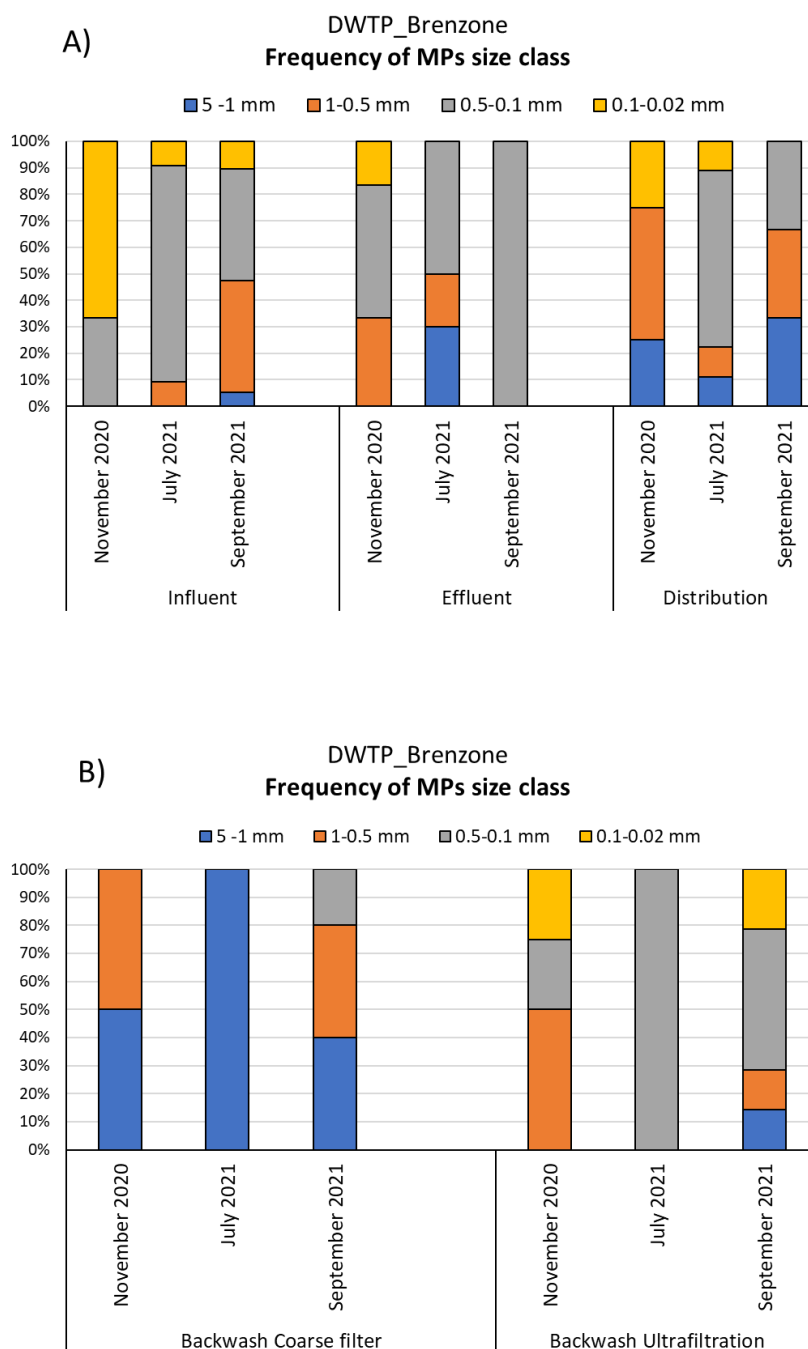 A)
DWTP_Brenzone
Frequency of MPs size class
5 -1 mm 1-0.5 mm 0.5-0.1 mm 0.1-0.02 mm
100%
90%
80%
70%
60%
50%
40%
30%
20%
10%
0%
November 2020
July 2021
September 2021
November 2020
July 2021
September 2021
November 2020
July 2021
September 2021
Influent Effluent Distribution
B)
DWTP_Brenzone
Frequency of MPs size class
5 -1 mm 1-0.5 mm 0.5-0.1 mm 0.1-0.02 mm
100%
90%
80%
70%
60%
50%
40%
30%
20%
10%
0%
November 2020
July 2021
September 2021
November 2020
July 2021
September 2021
Backwash Coarse filter Backwash Ultrafiltration